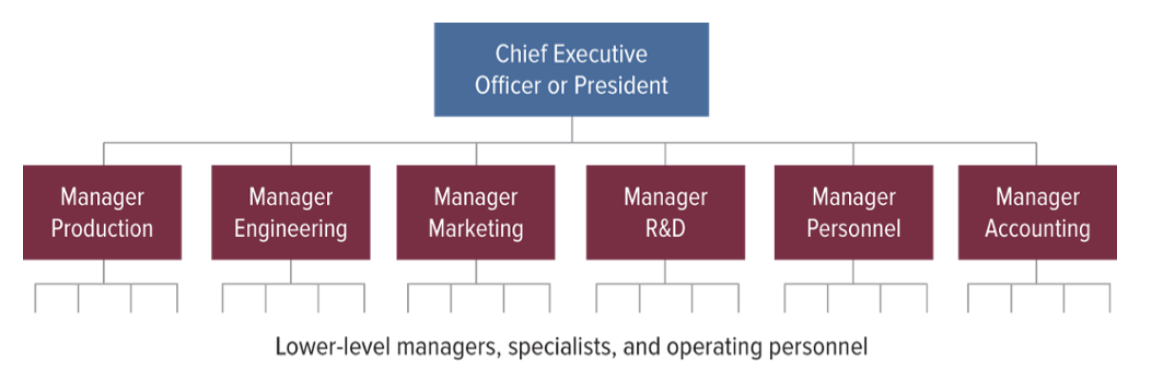 Chief Executive
Officer or President
Manager
Production
Manager
Engineering
Manager
Marketing
Manager
R&D
Manager
Personnel
Manager
Accounting
Lower-level managers, specialists, and operating personnel